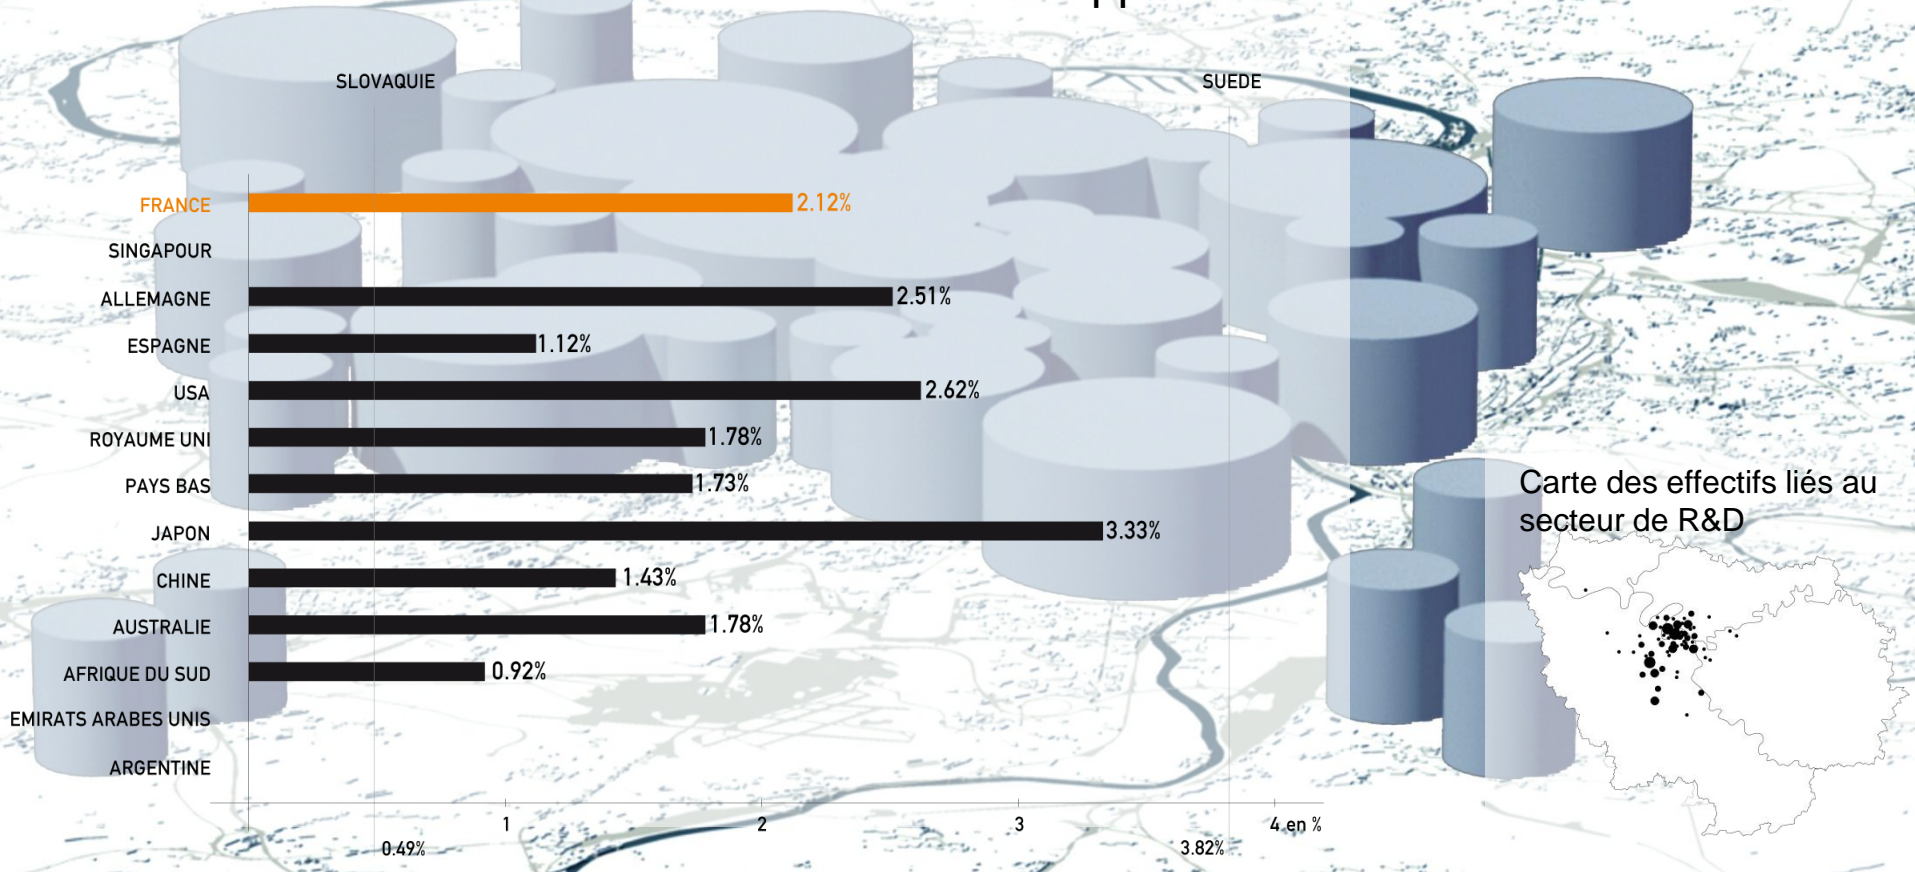 SLOVAQUIE
SUEDE
FRANCE 2.12%
SINGAPOUR
ALLEMAGNE 2.51%
ESPAGNE 1.12%
USA 2.62%
ROYAUME UNI 1.78%
PAYS BAS 1.73%
JAPON 3.33%
CHINE 1.43%
AUSTRALIE 1.78%
AFRIQUE DU SUD 0.92%
EMIRATS ARABES UNIS
ARGENTINE
1 2 3 4 en %
0.49% 3.82%
Carte des effectifs liés au
secteur de R&D